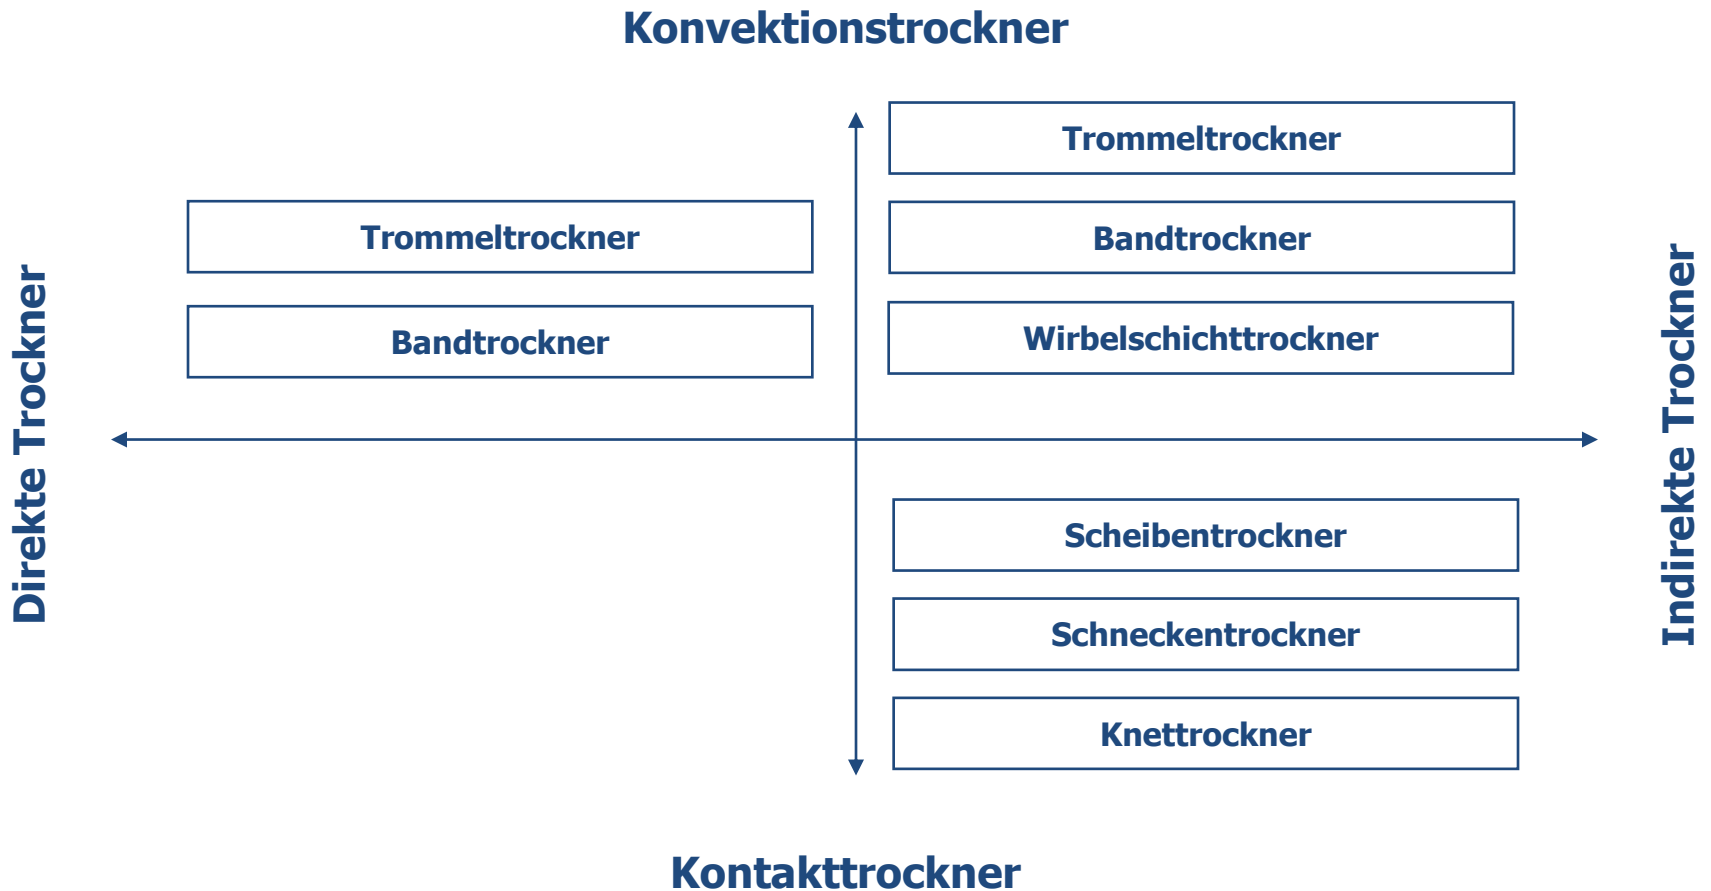 Konvektionstrockner
Trommeltrockner
Trommeltrockner
Bandtrockner
Bandtrockner
Wirbelschichttrockner
Direkte Trockner
Indirekte Trockner
Scheibentrockner
Schneckentrockner
Knettrockner
Kontakttrockner